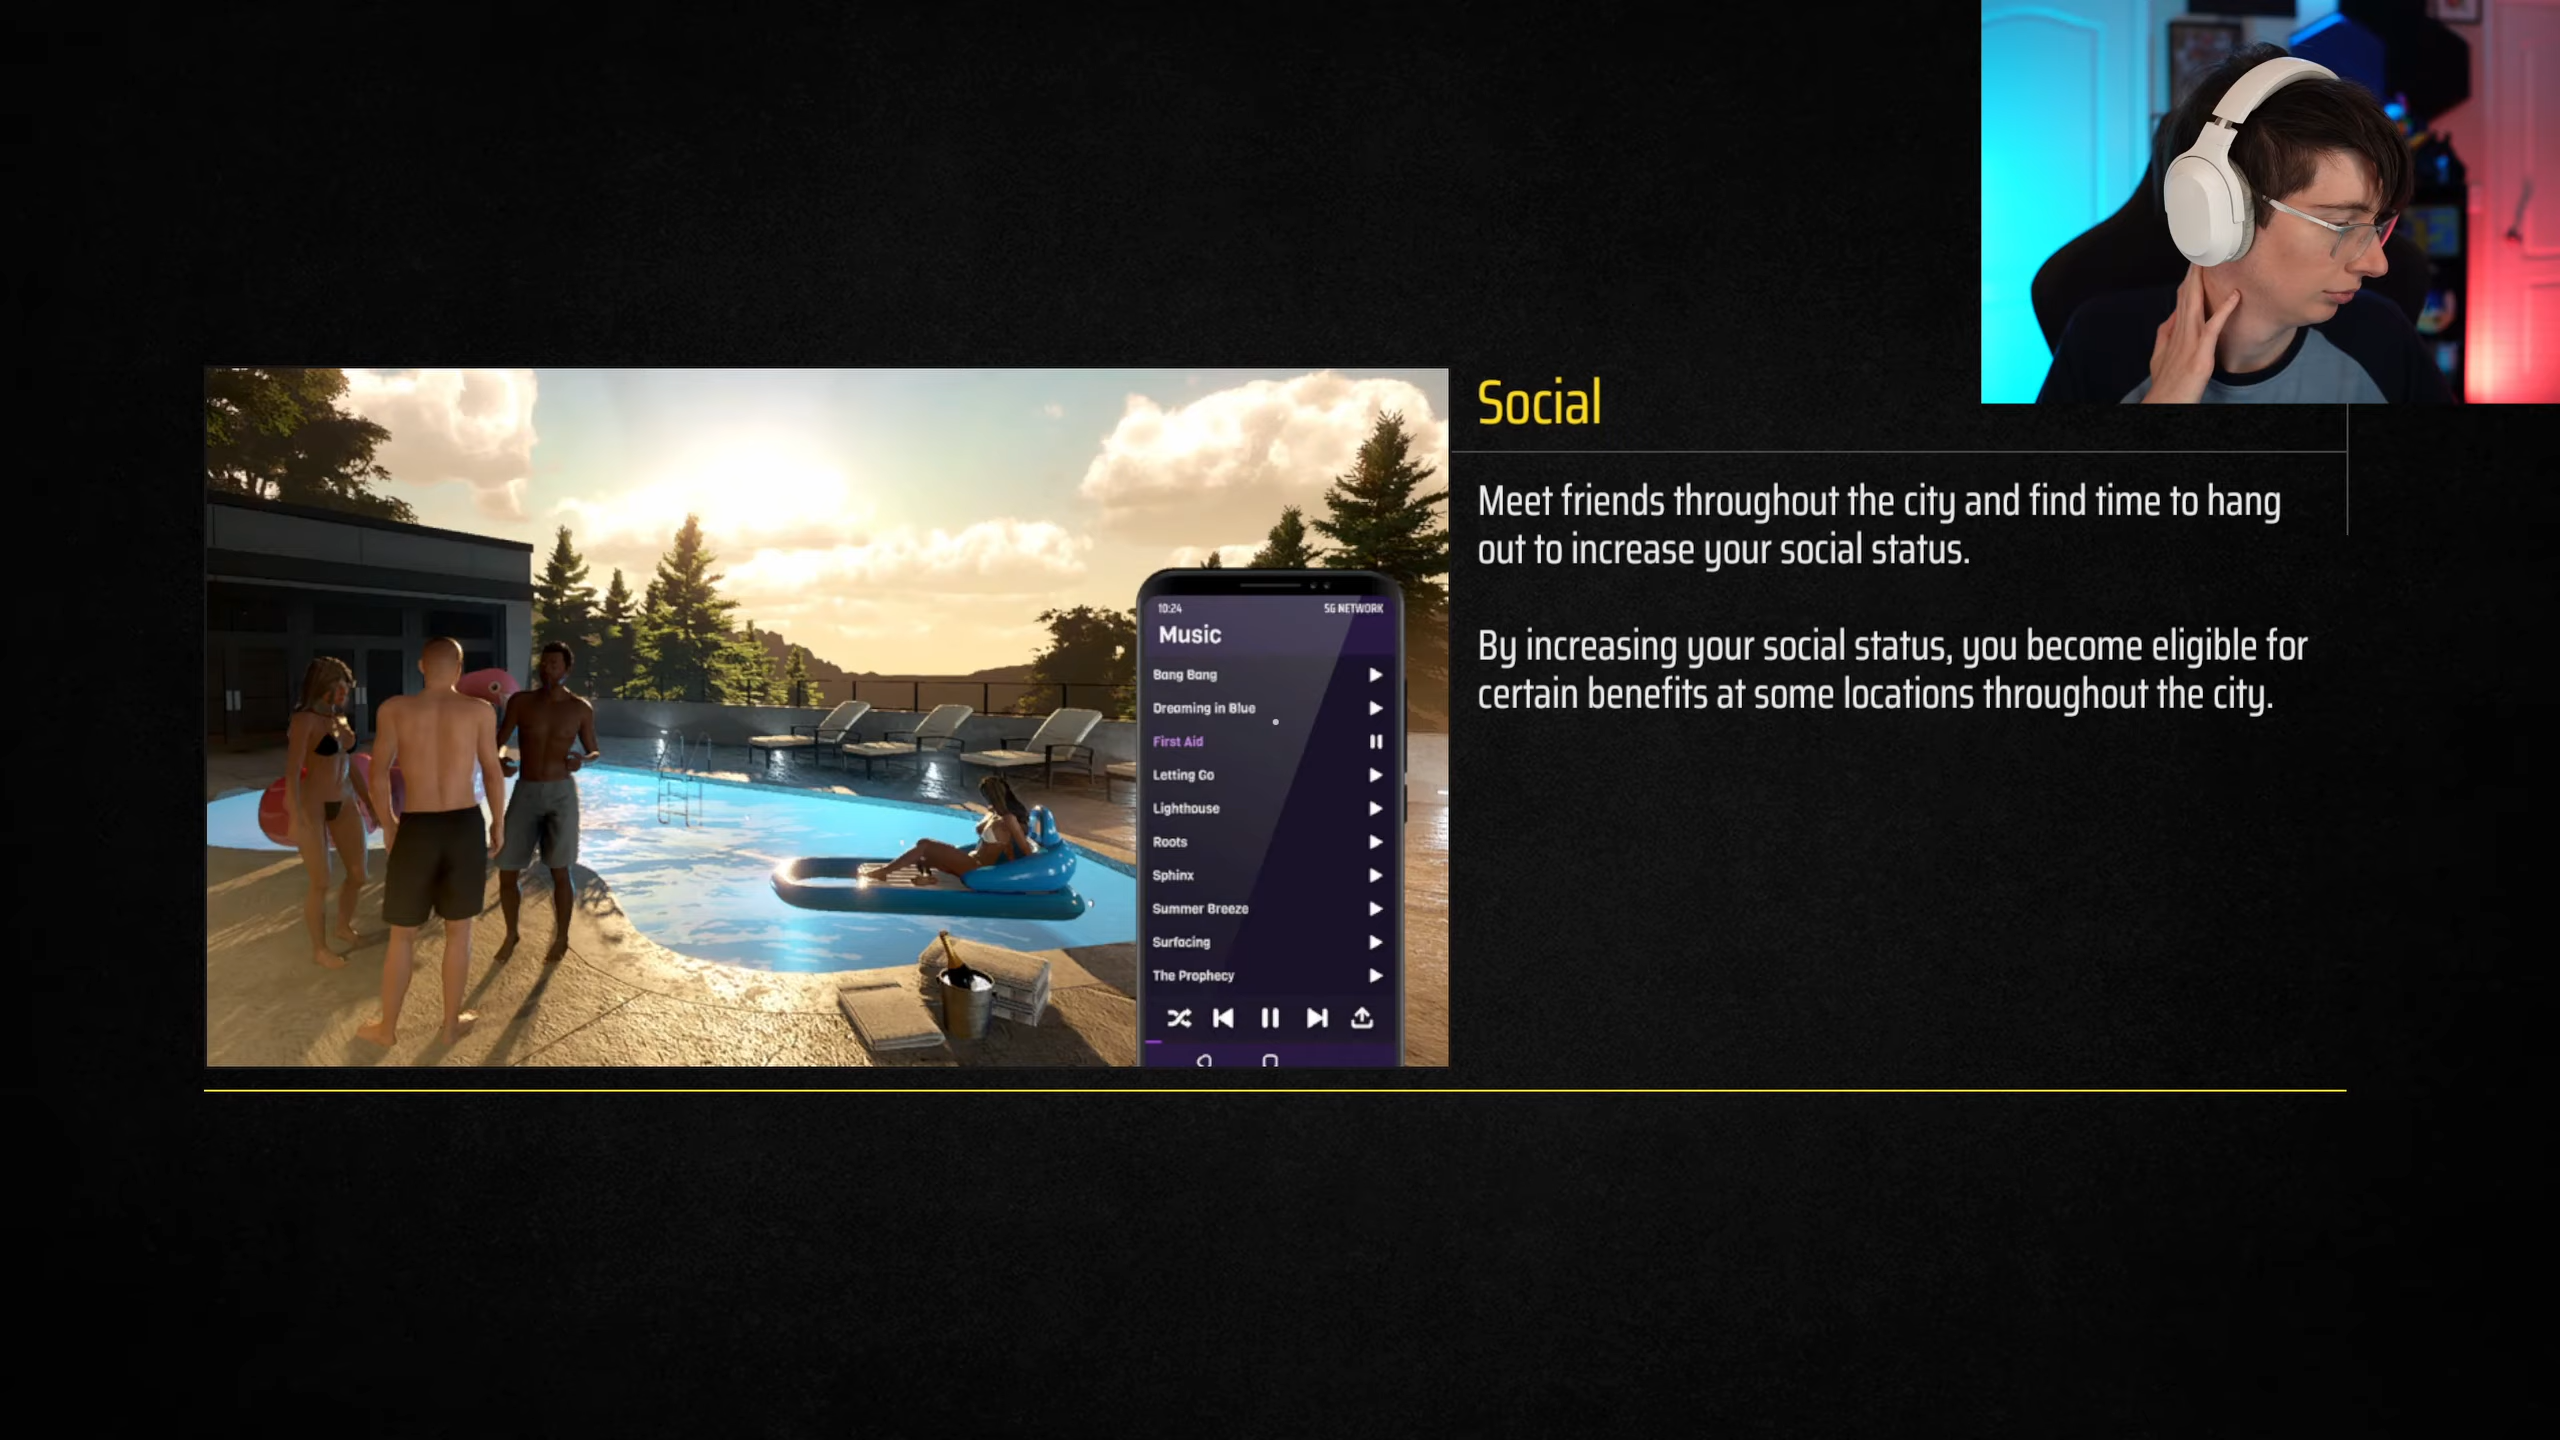 Social
Meet friends throughout the city and find time to hang
out to increase your social status.
By increasing your social status, you become eligible for
certain benefits at some locations throughout the city.
10:24 5G NETWORK
Music
Bang Bang
Dreaming in Blue
First Aid
Letting Go
Lighthouse
Roots
Sphinx
Summer Breeze
Surfacing
The Prophecy